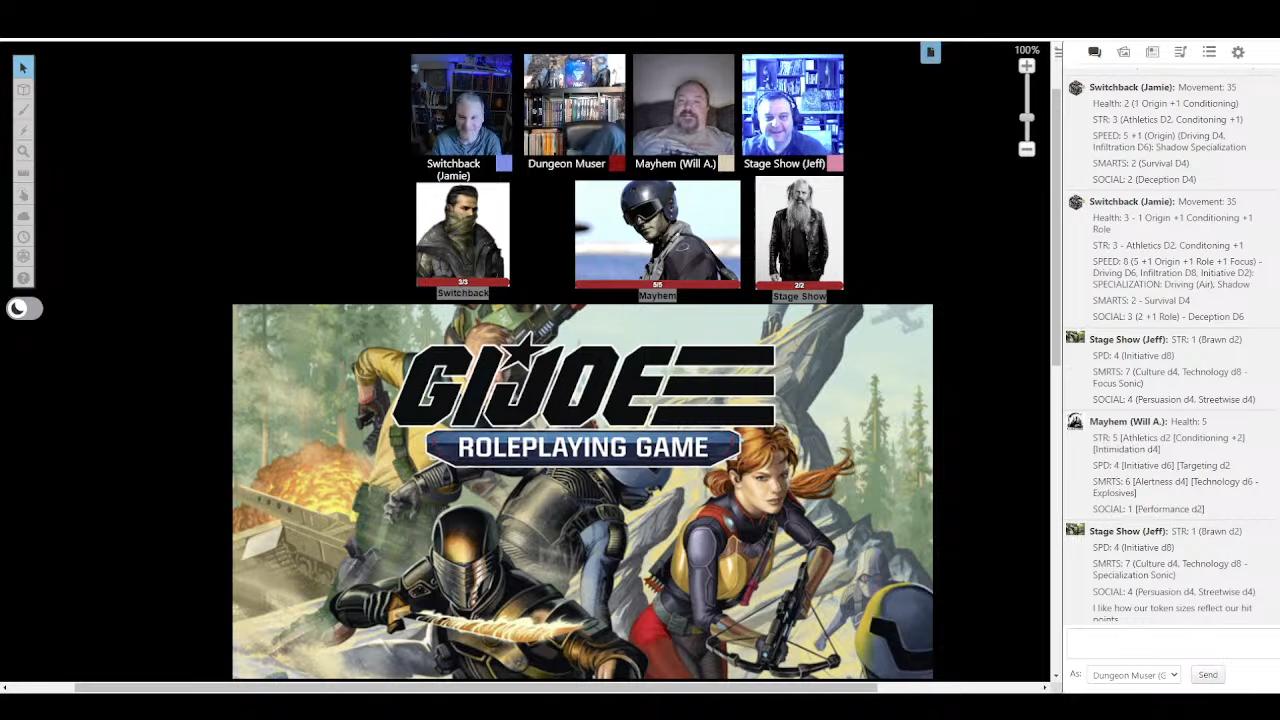 100%
Switchback
(Jamie)
Dungeon Muser
Mayhem (Will A.)
Stage Show (Jeff)
3/3
Switchback
5/5
Mayhem
2/2
Stage Show
GIJOE
ROLEPLAYING GAME
Switchback (Jamie): Movement: 35
Health: 2 (1 Origin +1 Conditioning)
STR: 3 (Athletics D2, Conditioning +1)
SPEED: 5 +1 (Origin) (Driving D4,
Infiltration D6): Shadow Specialization
SMARTS: 2 (Survival D4)
SOCIAL: 2 (Deception D4)
Switchback (Jamie): Movement: 35
Health: 3 - 1 Origin +1 Conditioning +1
Role
STR: 3 - Athletics D2. Conditioning +1
SPEED: 8 (5 +1 Origin +1 Role +1 Focus) -
Driving D6, Infiltration D8, Initiative D2):
SPECIALIZATION: Driving (Air), Shadow
SMARTS: 2 - Survival D4
SOCIAL: 3 (2 +1 Role) - Deception D6
Stage Show (Jeff): STR: 1 (Brawn d2)
SPD: 4 (Initiative d8)
SMARTS: 7 (Culture d4, Technology d8 -
Focus Sonic)
SOCIAL: 4 (Persuasion d4, Streetwise d4)
Mayhem (Will A.): Health: 5
STR: 5 [Athletics d2 [Conditioning +2]
[Intimidation d4]
SPD: 4 [Initiative d6] [Targeting d2
SMRTS: 6 [Alertness d4] [Technology d6 -
Explosives]
SOCIAL: 1 [Performance d2]
Stage Show (Jeff): STR: 1 (Brawn d2)
SPD: 4 (Initiative d8)
SMRTS: 7 (Culture d4, Technology d8 -
Specialization Sonic)
SOCIAL: 4 (Persuasion d4, Streetwise d4)
I like how our token sizes reflect our hit
points
As:
Dungeon Muser (G
Send